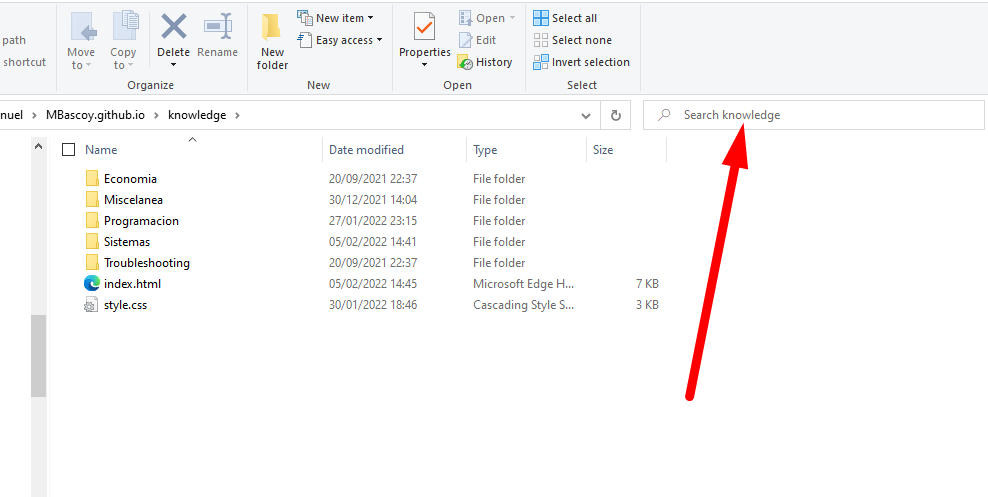 New item
Open
Select all
path
Easy access
Edit
Select none
shortcut
Move to
Copy to
Delete
Rename
New folder
Properties
History
Invert selection
Organize
New
Open
Select
nuel > MBascoy.github.io > knowledge >
Search knowledge
Name Date modified Type Size
Economia 20/09/2021 22:37 File folder
Miscelanea 30/12/2021 14:04 File folder
Programacion 27/01/2022 23:15 File folder
Sistemas 05/02/2022 14:41 File folder
Troubleshooting 20/09/2021 22:37 File folder
index.html 05/02/2022 14:45 Microsoft Edge H... 7 KB
style.css 30/01/2022 18:46 Cascading Style S... 3 KB